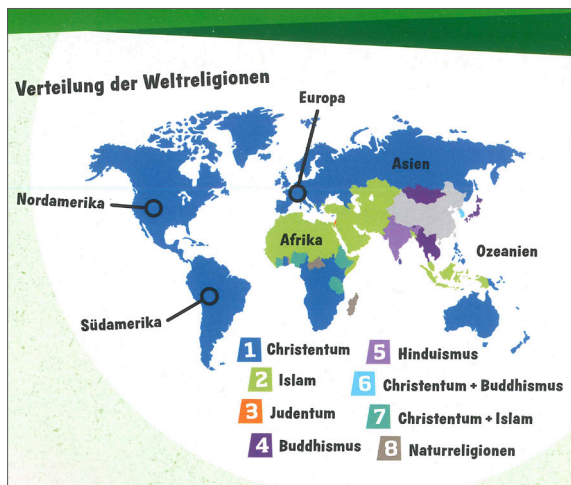 Verteilung der Weltreligionen
Europa
Asien
Nordamerika
Afrika
Ozeanien
Südamerika
1 Christentum
2 Islam
3 Judentum
4 Buddhismus
5 Hinduismus
6 Christentum + Buddhismus
7 Christentum + Islam
8 Naturreligionen